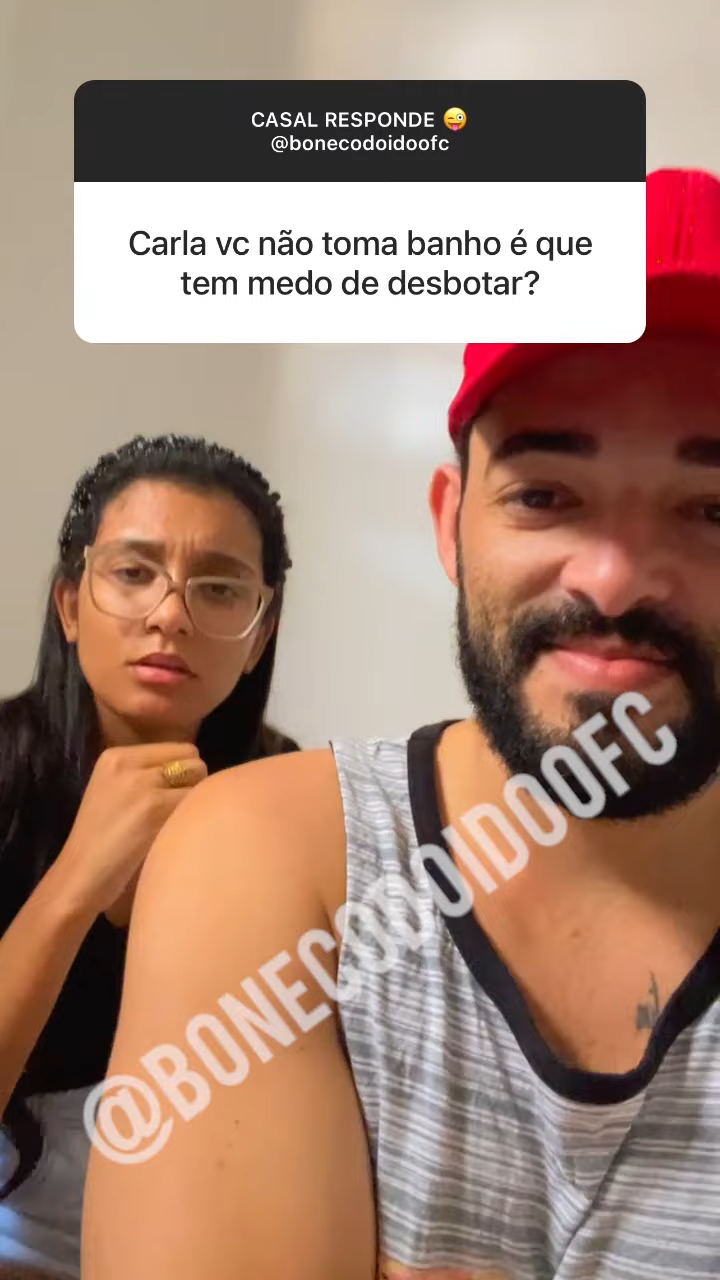 CASAL RESPONDE 😜
@bonecodoidoofc
Carla vc não toma banho é que
tem medo de desbotar?
@BONECODOIDOOFC